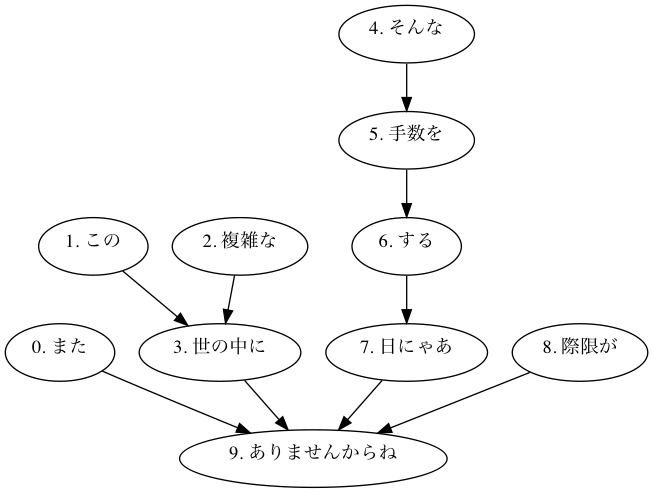 4. そんな
5. 手数を
1. この
2. 複雑な
6. する
0. また
3. 世の中に
7. 日にゃあ
8. 際限が
9. ありませんからね